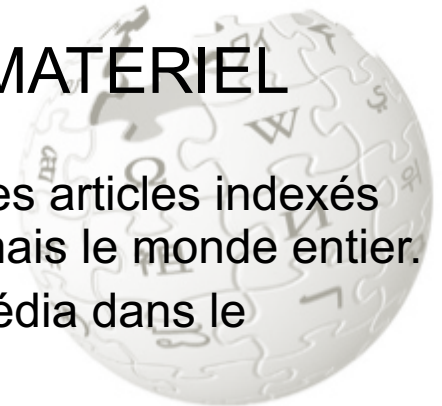 MATERIEL
es articles indexés
nais le monde entier.
édia dans le
W
И